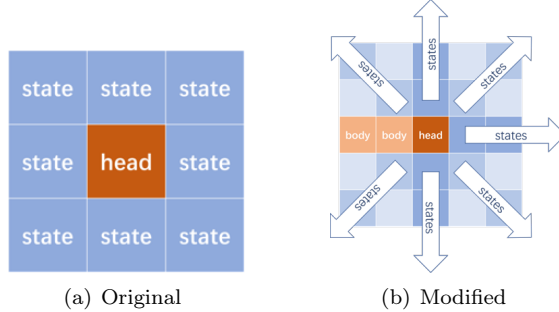 state state state
state head state
state state state
(a) Original
states
states states
body body head states
states states
states
(b) Modified